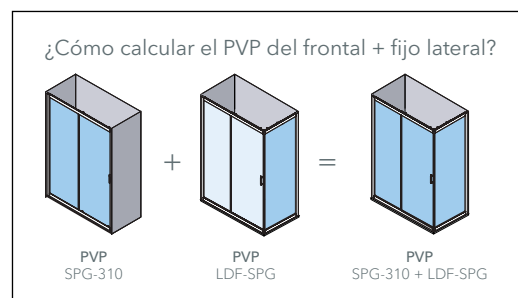 ¿Cómo calcular el PVP del frontal + fijo lateral?
+ =
PVP PVP PVP
SPG-310 LDF-SPG SPG-310 + LDF-SPG